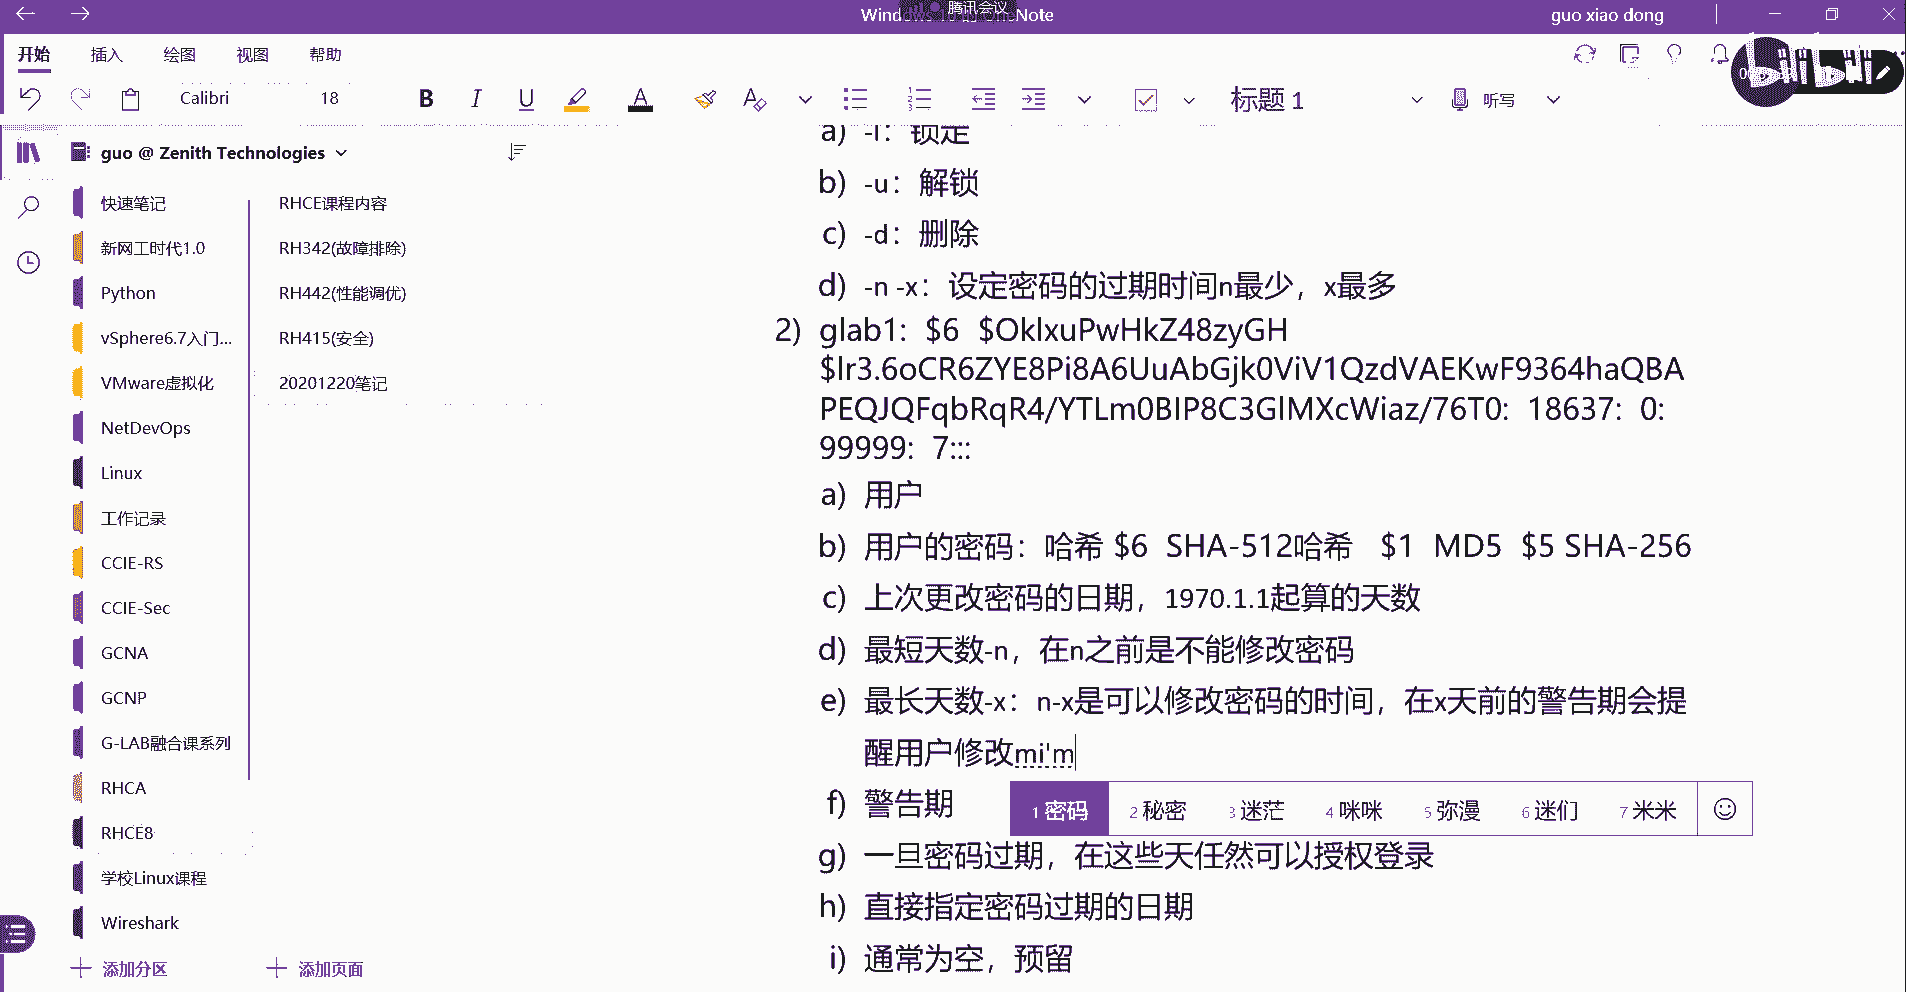 guo xiao dong
开始
插入
绘图
视图
帮助
Calibri
18
B
I
U
A
标题 1
听写
guo @ Zenith Technologies
快速笔记
新网工时代1.0
Python
vSphere6.7入门...
VMware虚拟化
NetDevOps
Linux
工作记录
CCIE-RS
CCIE-Sec
GCNA
GCNP
G-LAB融合课系列
RHCA
RHCE8
学校Linux课程
Wireshark
添加分区
RHCE课程内容
RH342(故障排除)
RH442(性能调优)
RH415(安全)
20201220笔记
添加页面
a) -l：锁定
b) -u：解锁
c) -d：删除
d) -n -x：设定密码的过期时间n最少，x最多
2) glab1：$6 $OklxuPwHkZ48zyGH
$lr3.6oCR6ZYE8Pi8A6UuAbGjk0ViV1QzdVAEKwF9364haQBA
PEQJQFqbRqR4/YTLm0BIP8C3GlMXcWiaz/76T0：18637：0：
99999：7:::
a) 用户
b) 用户的密码：哈希 $6 SHA-512哈希 $1 MD5 $5 SHA-256
c) 上次更改密码的日期，1970.1.1起算的天数
d) 最短天数-n，在n之前是不能修改密码
e) 最长天数-x：n-x是可以修改密码的时间，在x天前的警告期会提
醒用户修改mi'm
1 密码 2 秘密 3 迷茫 4 咪咪 5 弥漫 6 迷们 7 米米
f) 警告期
g) 一旦密码过期，在这些天任然可以授权登录
h) 直接指定密码过期的日期
i) 通常为空，预留
腾讯会议
bilibili